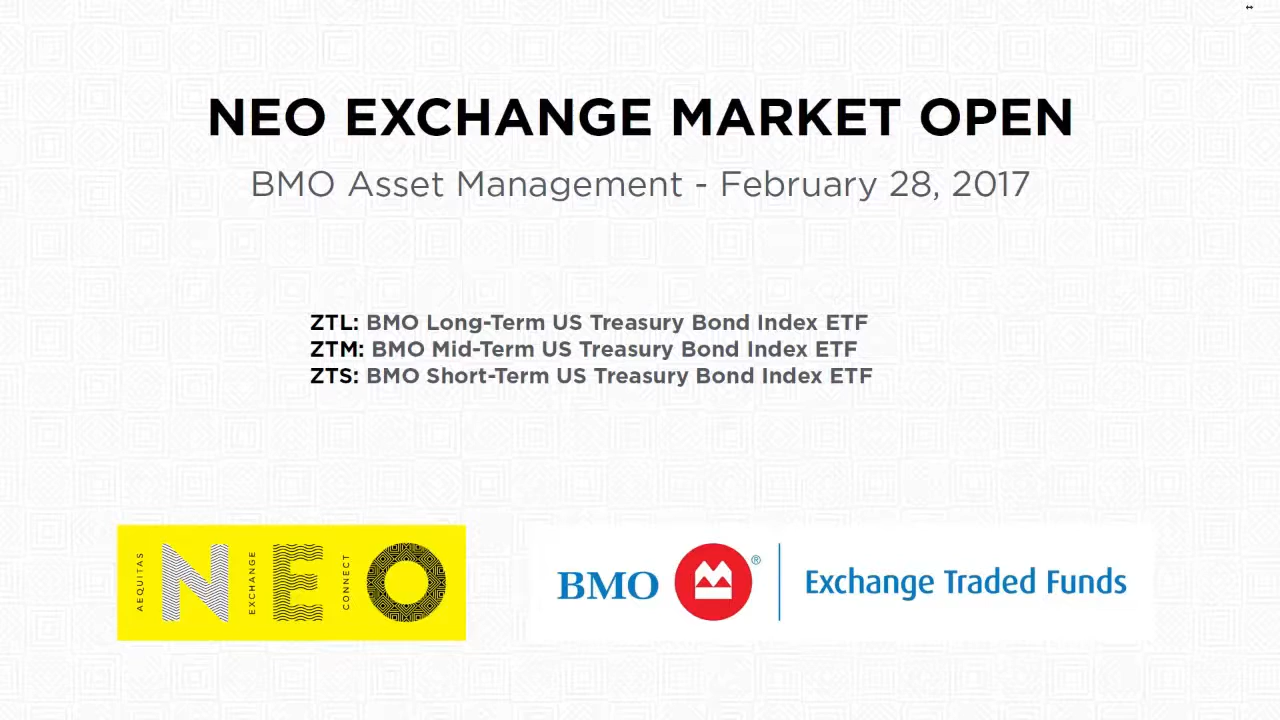 NEO EXCHANGE MARKET OPEN
BMO Asset Management - February 28, 2017
ZTL: BMO Long-Term US Treasury Bond Index ETF
ZTM: BMO Mid-Term US Treasury Bond Index ETF
ZTS: BMO Short-Term US Treasury Bond Index ETF
AEQUITAS NEO EXCHANGE CONNECT
BMO ® Exchange Traded Funds